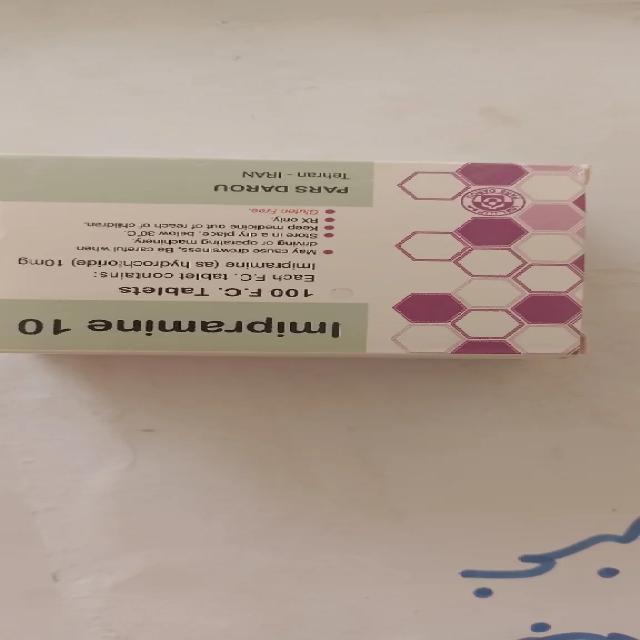 Imipramine 10
100 F.C. Tablets
Each F.C. tablet contains:
Imipramine (as hydrochloride) 10mg
May cause drowsiness, Be careful when
driving or operating machinery.
Store in a dry place, below 30°C
Keep medicine out of reach of children.
RX only.
Gluten Free.
PARS DAROU
Tehran - IRAN